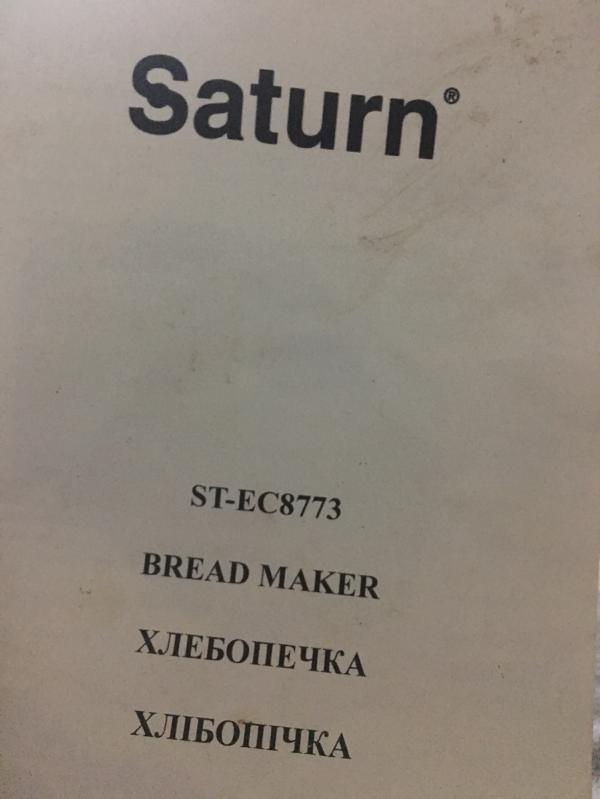 Saturn®
ST-EC8773
BREAD MAKER
ХЛЕБОПЕЧКА
ХЛІБОПІЧКА